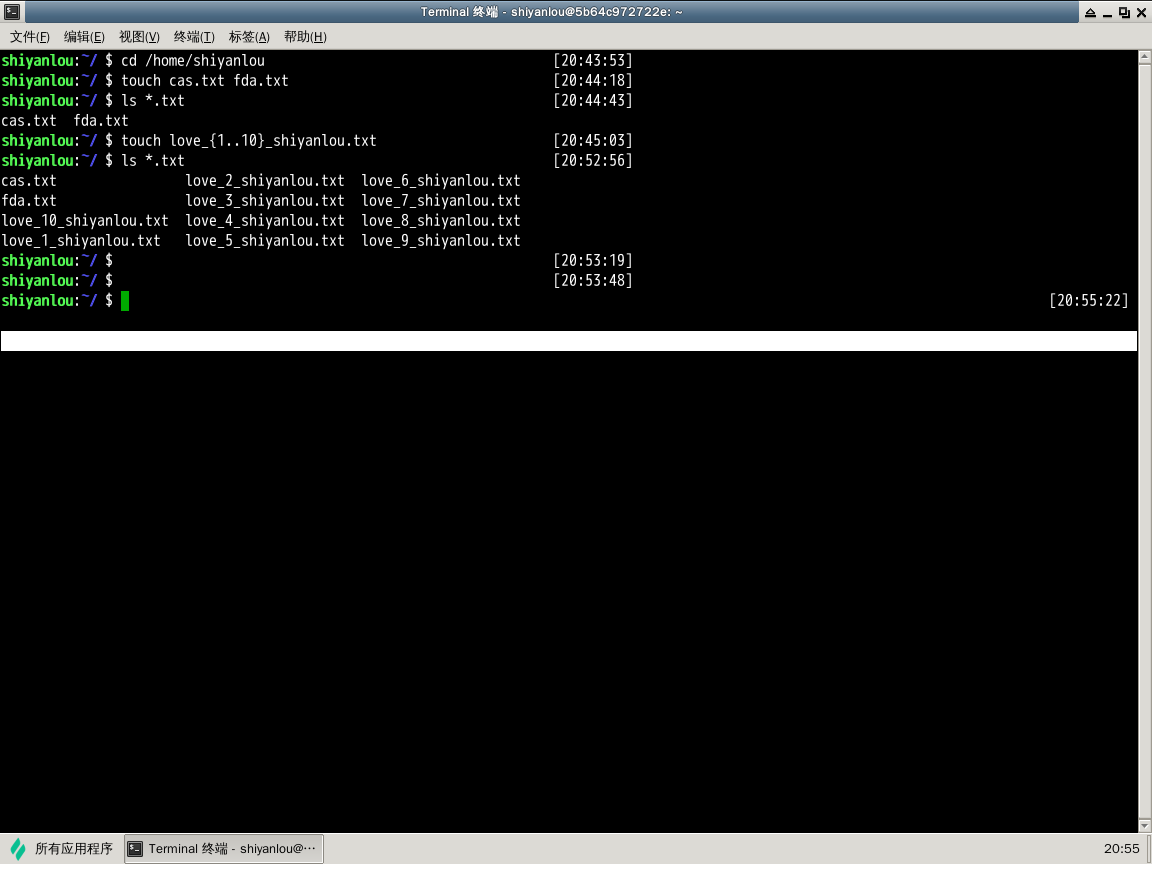 Terminal 终端 - shiyanlou@5b64c972722e: ~
文件(F) 编辑(E) 视图(V) 终端(T) 标签(A) 帮助(H)
shiyanlou:~/ $ cd /home/shiyanlou [20:43:53]
shiyanlou:~/ $ touch cas.txt fda.txt [20:44:18]
shiyanlou:~/ $ ls *.txt [20:44:43]
cas.txt fda.txt
shiyanlou:~/ $ touch love_{1..10}_shiyanlou.txt [20:45:03]
shiyanlou:~/ $ ls *.txt [20:52:56]
cas.txt love_2_shiyanlou.txt love_6_shiyanlou.txt
fda.txt love_3_shiyanlou.txt love_7_shiyanlou.txt
love_10_shiyanlou.txt love_4_shiyanlou.txt love_8_shiyanlou.txt
love_1_shiyanlou.txt love_5_shiyanlou.txt love_9_shiyanlou.txt
shiyanlou:~/ $ [20:53:19]
shiyanlou:~/ $ [20:53:48]
shiyanlou:~/ $ [20:55:22]
所有应用程序 Terminal 终端 - shiyanlou@··· 20:55